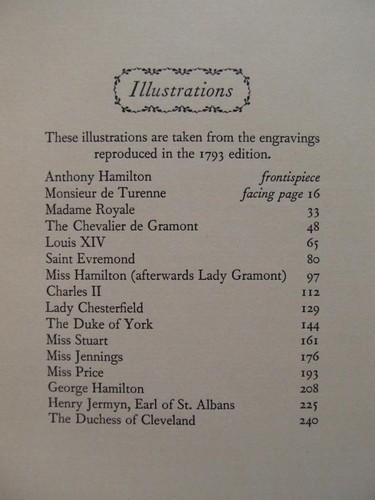 Illustrations
These illustrations are taken from the engravings
reproduced in the 1793 edition.
Anthony Hamilton frontispiece
Monsieur de Turenne facing page 16
Madame Royale 33
The Chevalier de Gramont 48
Louis XIV 65
Saint Evremond 80
Miss Hamilton (afterwards Lady Gramont) 97
Charles II 112
Lady Chesterfield 129
The Duke of York 144
Miss Stuart 161
Miss Jennings 176
Miss Price 193
George Hamilton 208
Henry Jermyn, Earl of St. Albans 225
The Duchess of Cleveland 240